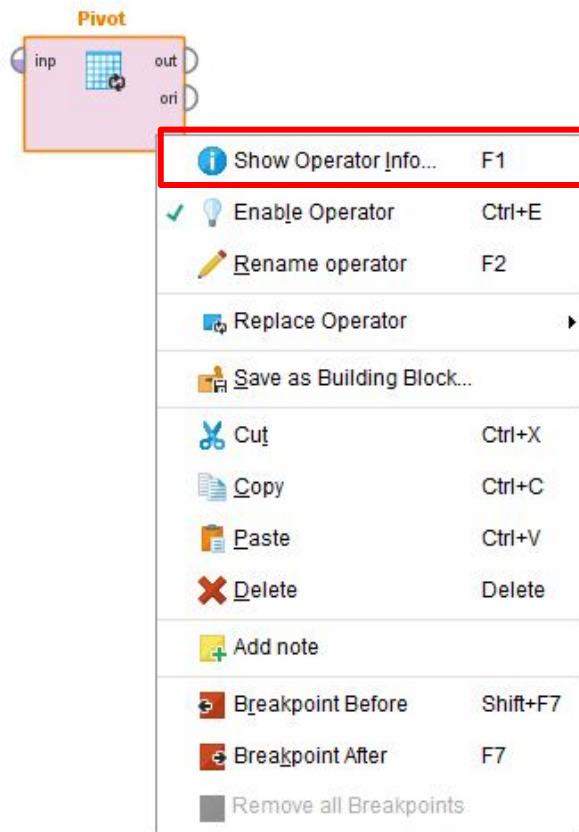 Pivot
inp out
ori
Show Operator Info... F1
Enable Operator Ctrl+E
Rename operator F2
Replace Operator
Save as Building Block...
Cut Ctrl+X
Copy Ctrl+C
Paste Ctrl+V
Delete Delete
Add note
Breakpoint Before Shift+F7
Breakpoint After F7
Remove all Breakpoints